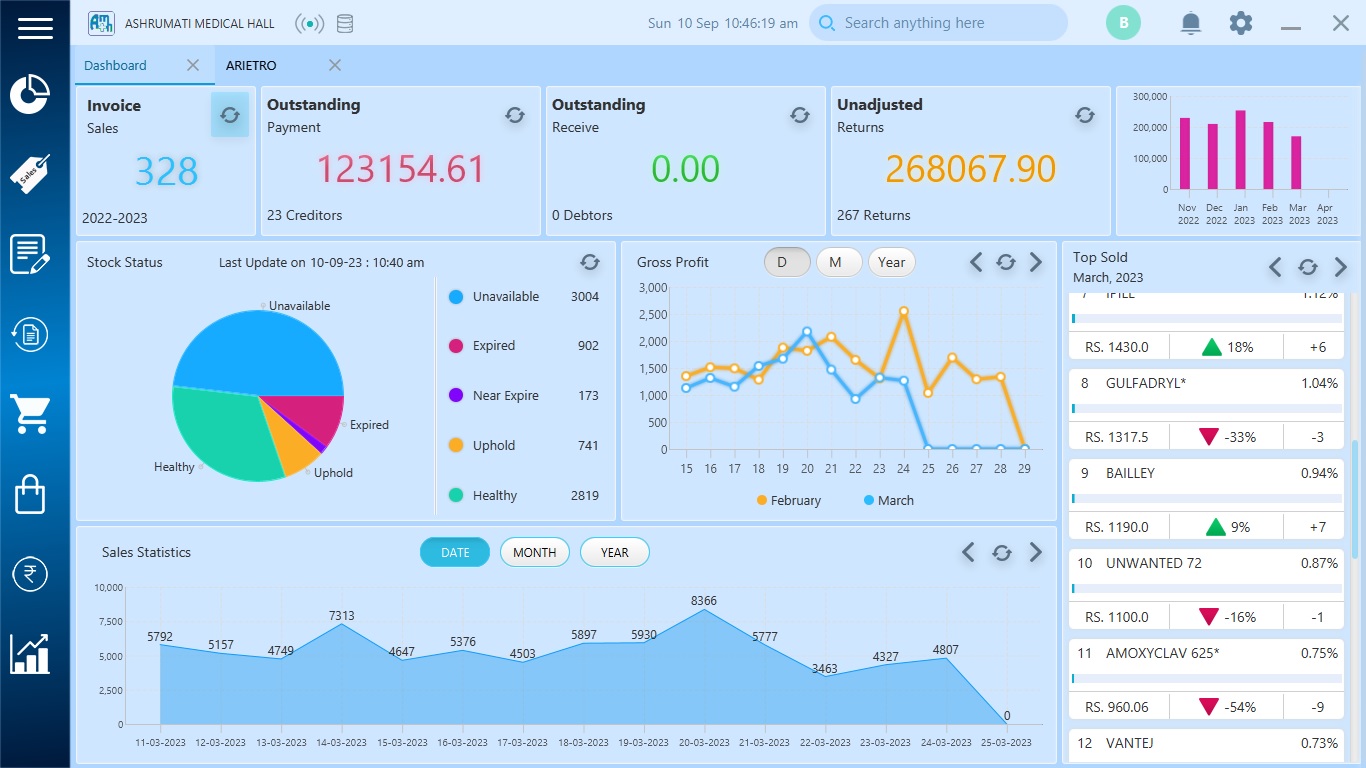 ASHRUMATI MEDICAL HALL
Sun 10 Sep 10:46:19 am
Search anything here
B
Dashboard
ARIETRO
Sales
Invoice
Sales
328
2022-2023
Outstanding
Payment
123154.61
23 Creditors
Outstanding
Receive
0.00
0 Debtors
Unadjusted
Returns
268067.90
267 Returns
300,000
200,000
100,000
0
Nov 2022 Dec 2022 Jan 2023 Feb 2023 Mar 2023 Apr 2023
Stock Status
Last Update on 10-09-23 : 10:40 am
Unavailable
Expired
Uphold
Healthy
Unavailable 3004
Expired 902
Near Expire 173
Uphold 741
Healthy 2819
Gross Profit
D M Year
3,000
2,500
2,000
1,500
1,000
500
0
15 16 17 18 19 20 21 22 23 24 25 26 27 28 29
February March
Top Sold
March, 2023
RS. 1430.0 18% +6
8 GULFADRYL* 1.04%
RS. 1317.5 -33% -3
9 BAILLEY 0.94%
RS. 1190.0 9% +7
10 UNWANTED 72 0.87%
RS. 1100.0 -16% -1
11 AMOXYCLAV 625* 0.75%
RS. 960.06 -54% -9
12 VANTEJ 0.73%
Sales Statistics
DATE MONTH YEAR
10,000
7,500
5,000
2,500
0
5792 5157 4749 7313 4647 5376 4503 5897 5930 8366 5777 3463 4327 4807 0
11-03-2023 12-03-2023 13-03-2023 14-03-2023 15-03-2023 16-03-2023 17-03-2023 18-03-2023 19-03-2023 20-03-2023 21-03-2023 22-03-2023 23-03-2023 24-03-2023 25-03-2023